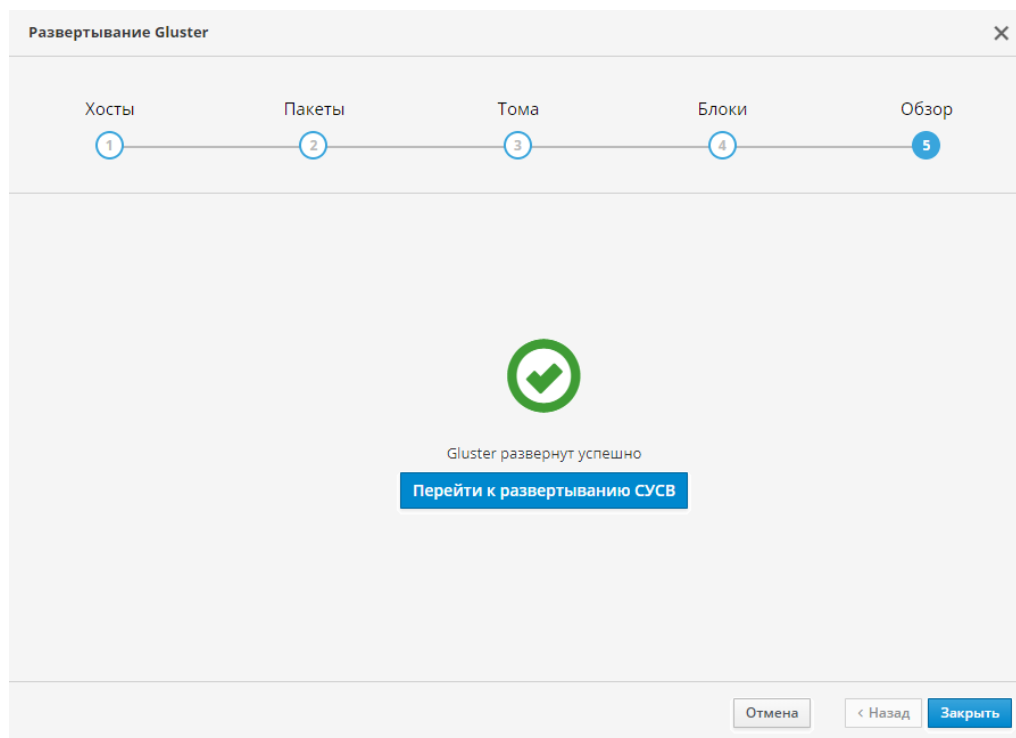 Развертывание Gluster
Хосты Пакеты Тома Блоки Обзор
1 2 3 4 5
Gluster развернут успешно
Перейти к развертыванию СУСВ
Отмена < Назад Закрыть